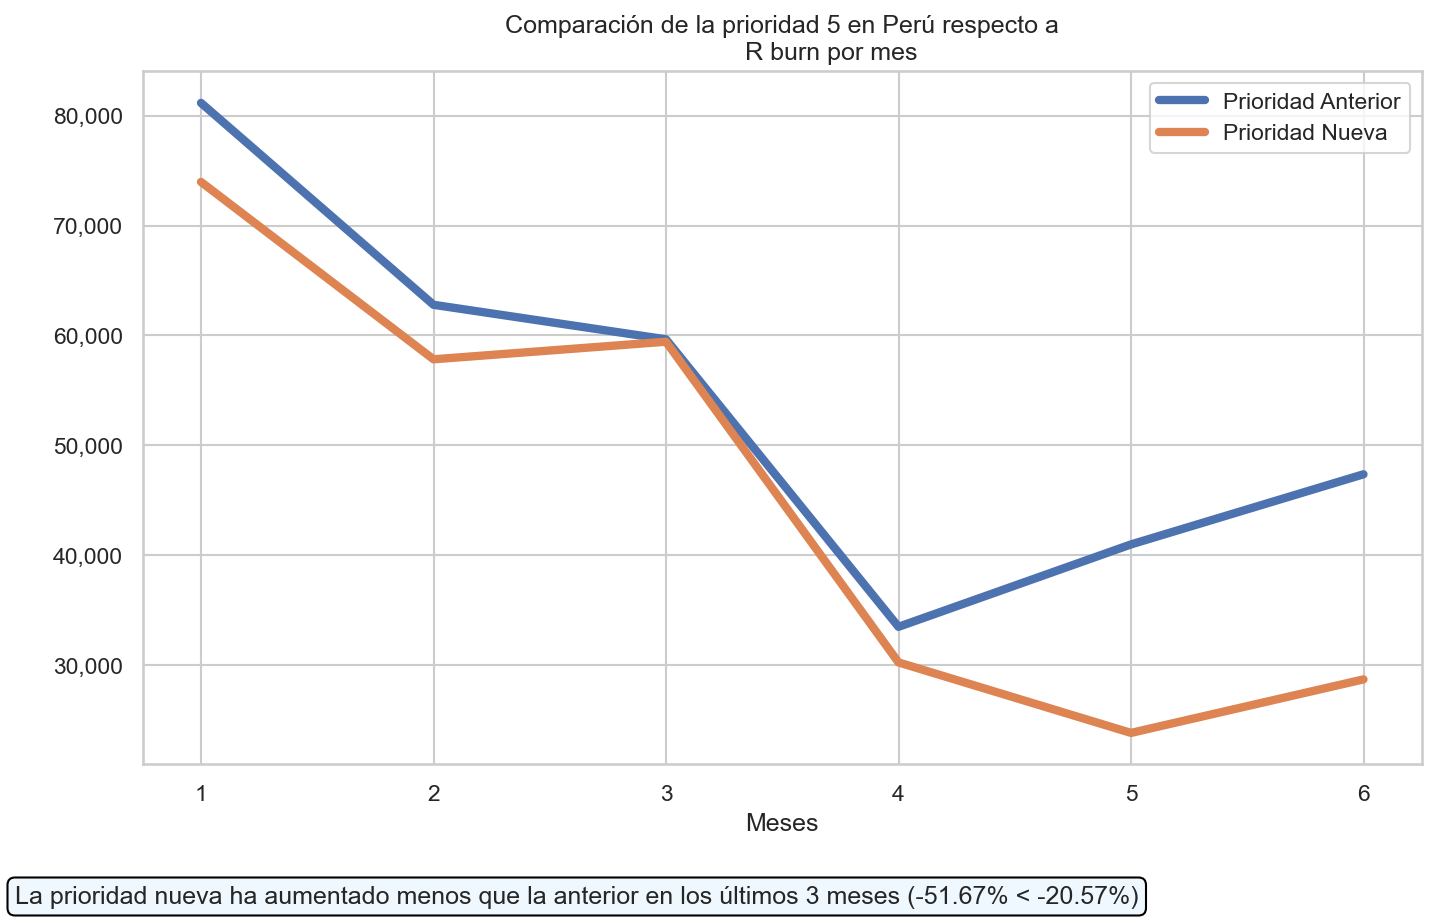 Comparación de la prioridad 5 en Perú respecto a
R burn por mes
Prioridad Anterior
Prioridad Nueva
80,000
70,000
60,000
50,000
40,000
30,000
1 2 3 4 5 6
Meses
La prioridad nueva ha aumentado menos que la anterior en los últimos 3 meses (-51.67% < -20.57%)